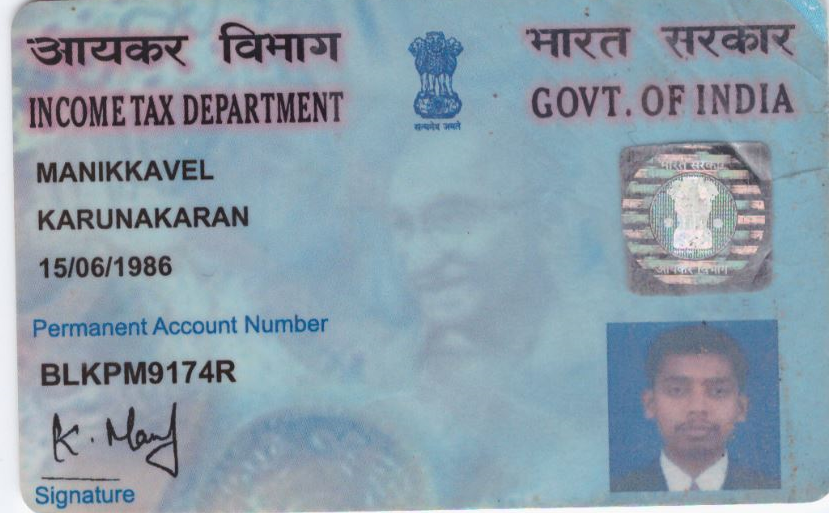 आयकर विभाग
INCOME TAX DEPARTMENT
सत्यमेव जयते
भारत सरकार
GOVT. OF INDIA
MANIKKAVEL
KARUNAKARAN
15/06/1986
Permanent Account Number
BLKPM9174R
K. Mani
Signature
भारत सरकार
आयकर विभाग